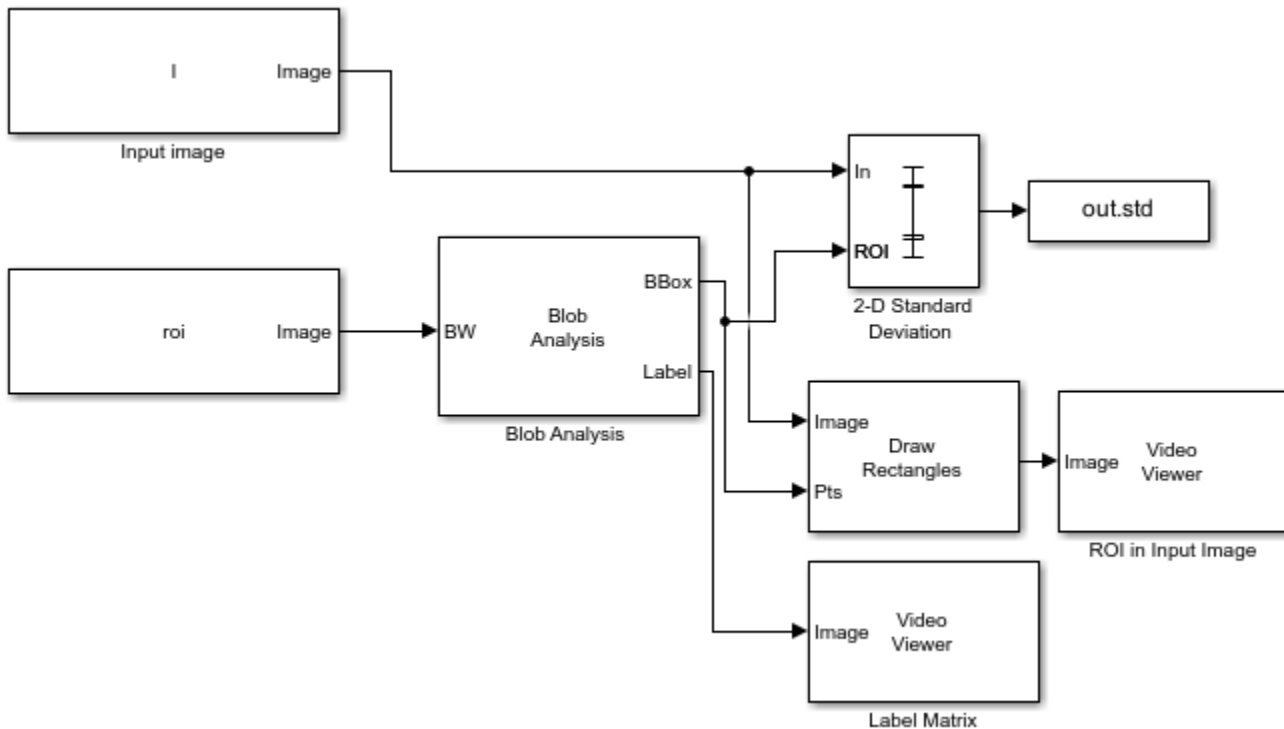 I
Image
Input image
roi
Image
BW
Blob
Analysis
BBox
Label
Blob Analysis
In
ROI
2-D Standard
Deviation
out.std
Image
Pts
Draw
Rectangles
Image
Video
Viewer
ROI in Input Image
Image
Video
Viewer
Label Matrix